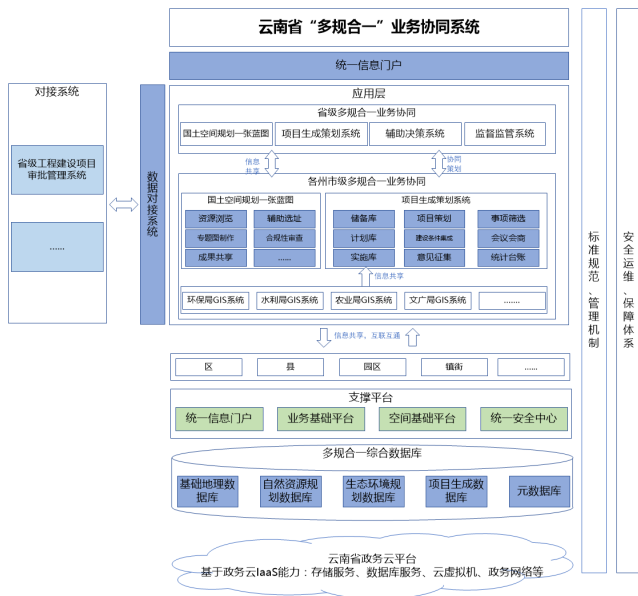 云南省“多规合一”业务协同系统
统一信息门户
对接系统
省级工程建设项目
审批管理系统
......
数据对接系统
应用层
省级多规合一业务协同
国土空间规划一张蓝图
项目生成策划系统
辅助决策系统
监督监管系统
信息
共享
协同
策划
各州市级多规合一业务协同
国土空间规划一张蓝图
资源浏览
辅助选址
专题图制作
合规性审查
成果共享
......
项目生成策划系统
储备库
项目策划
事项筛选
计划库
建设条件集成
会议会商
实施库
意见征集
统计台账
信息共享
环保局GIS系统
水利局GIS系统
农业局GIS系统
文广局GIS系统
.......
信息共享、互联互通
区
县
园区
镇街
......
支撑平台
统一信息门户
业务基础平台
空间基础平台
统一安全中心
多规合一综合数据库
基础地理数
据库
自然资源规
划数据库
生态环境规
划数据库
项目生成数
据库
元数据库
云南省政务云平台
基于政务云IaaS能力：存储服务、数据库服务、云虚拟机、政务网络等
标准规范、管理机制
安全运维、保障体系